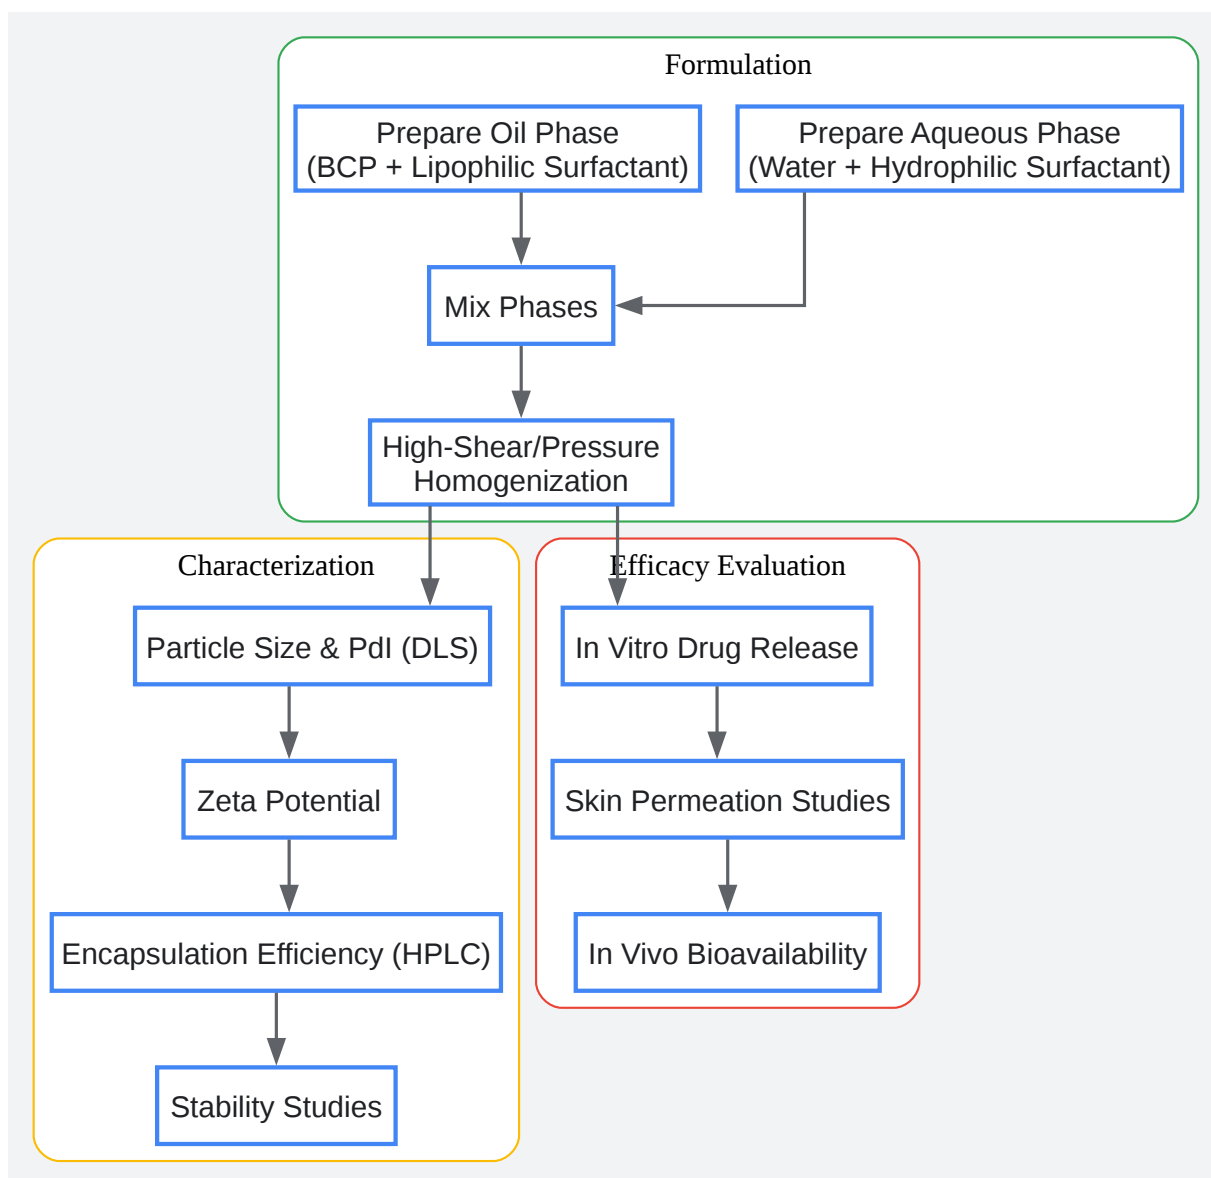 Formulation
Prepare Oil Phase
(BCP + Lipophilic Surfactant)
Prepare Aqueous Phase
(Water + Hydrophilic Surfactant)
Mix Phases
High-Shear/Pressure
Homogenization
Characterization
Particle Size & PdI (DLS)
Zeta Potential
Encapsulation Efficiency (HPLC)
Stability Studies
Efficacy Evaluation
In Vitro Drug Release
Skin Permeation Studies
In Vivo Bioavailability